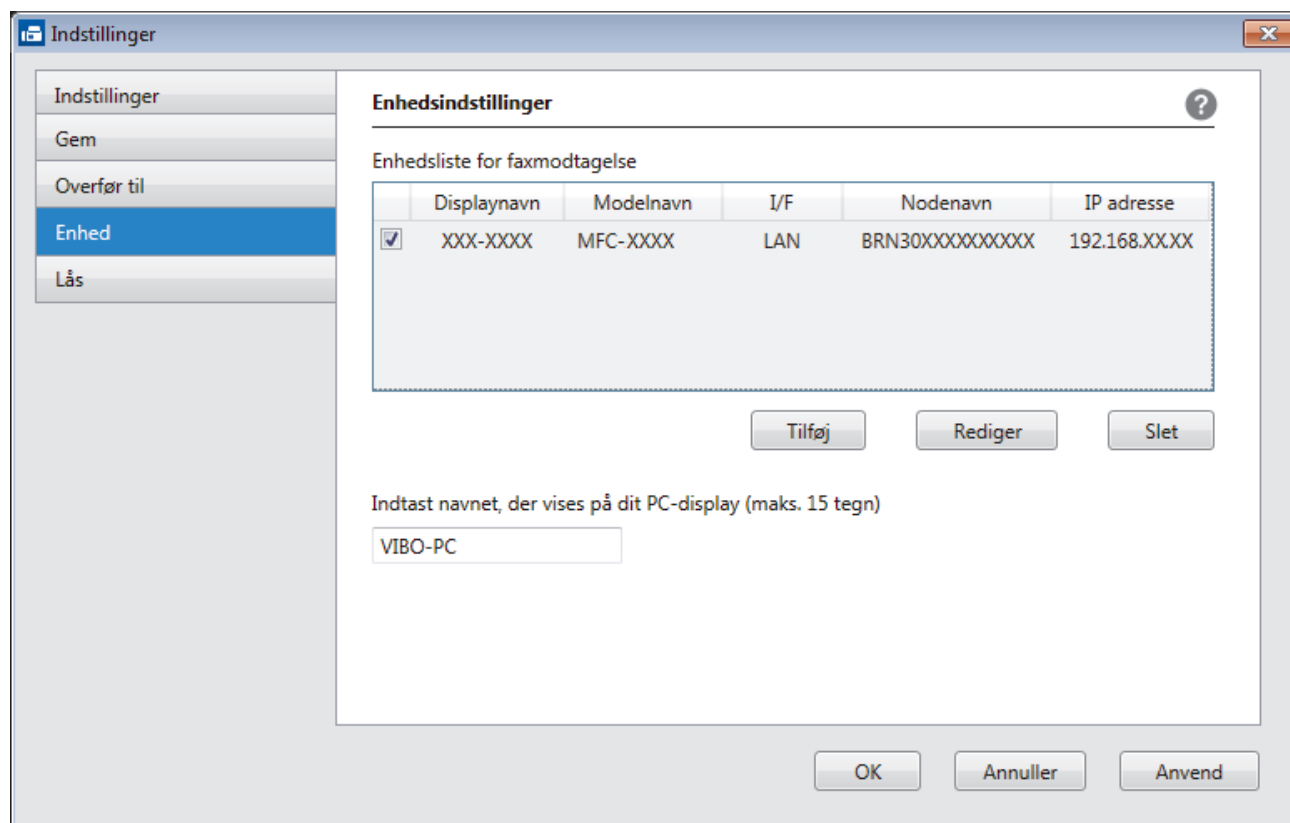 Indstillinger
Indstillinger
Gem
Overfør til
Enhed
Lås
Enhedsindstillinger
?
Enhedsliste for faxmodtagelse
Displaynavn Modelnavn I/F Nodenavn IP adresse
XXX-XXXX MFC-XXXX LAN BRN30XXXXXXXXXX 192.168.XX.XX
Tilføj Rediger Slet
Indtast navnet, der vises på dit PC-display (maks. 15 tegn)
VIBO-PC
OK Annuller Anvend